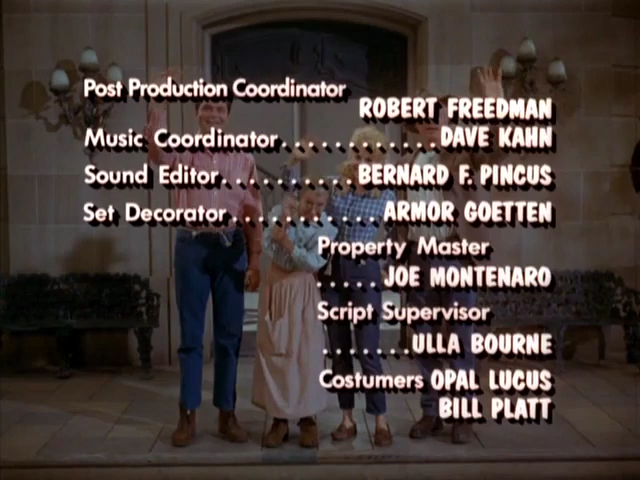 Post Production Coordinator
ROBERT FREEDMAN
Music Coordinator.............DAVE KAHN
Sound Editor...........BERNARD F. PINCUS
Set Decorator...........ARMOR GOETTEN
Property Master
.....JOE MONTENARO
Script Supervisor
.......ULLA BOURNE
Costumers OPAL LUCUS
BILL PLATT